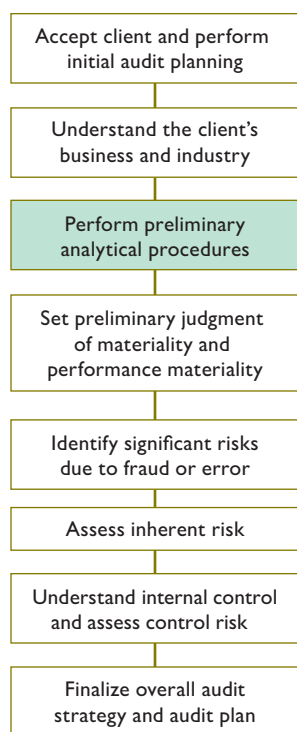 Accept client and perform
initial audit planning
Understand the client's
business and industry
Perform preliminary
analytical procedures
Set preliminary judgment
of materiality and
performance materiality
Identify significant risks
due to fraud or error
Assess inherent risk
Understand internal control
and assess control risk
Finalize overall audit
strategy and audit plan